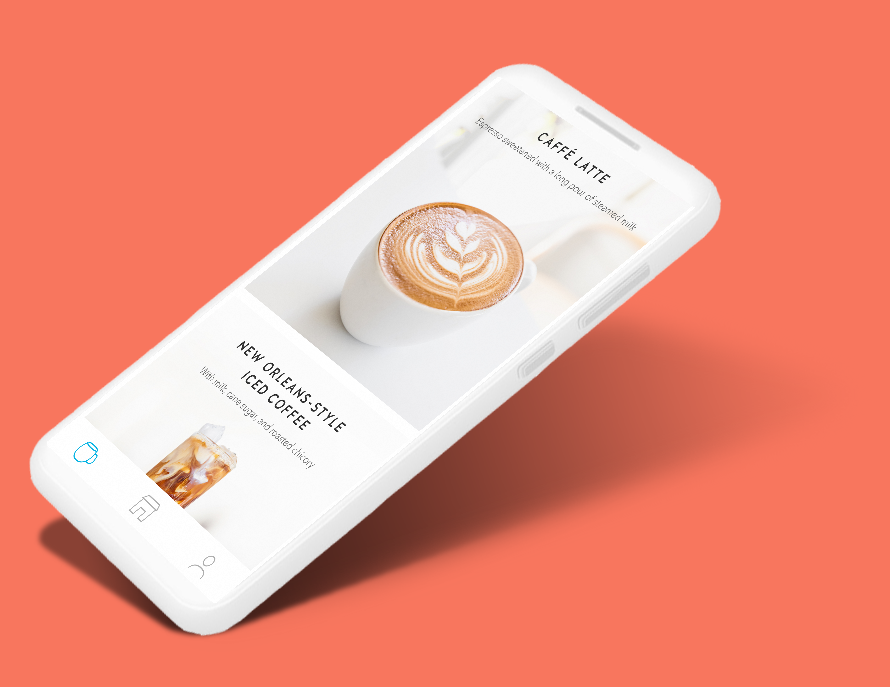 CAFFÈ LATTE
Espresso sweetened with a long pour of steamed milk
NEW ORLEANS-STYLE
ICED COFFEE
With milk, cane sugar, and roasted chicory